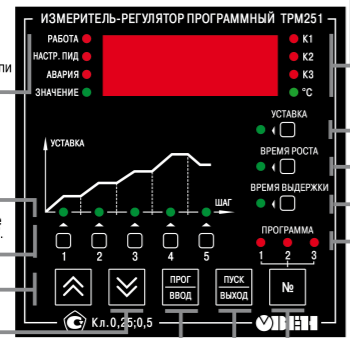 ИЗМЕРИТЕЛЬ-РЕГУЛЯТОР ПРОГРАММНЫЙ ТРМ251
РАБОТА
НАСТР. ПИД
АВАРИЯ
ЗНАЧЕНИЕ
К1
К2
К3
°С
УСТАВКА
ВРЕМЯ РОСТА
ВРЕМЯ ВЫДЕРЖКИ
УСТАВКА
ШАГ
1 2 3 4 5
ПРОГРАММА
1 2 3
ПРОГ
ВВОД
ПУСК
ВЫХОД
№
Кл.0,25;0,5
ОВЕН